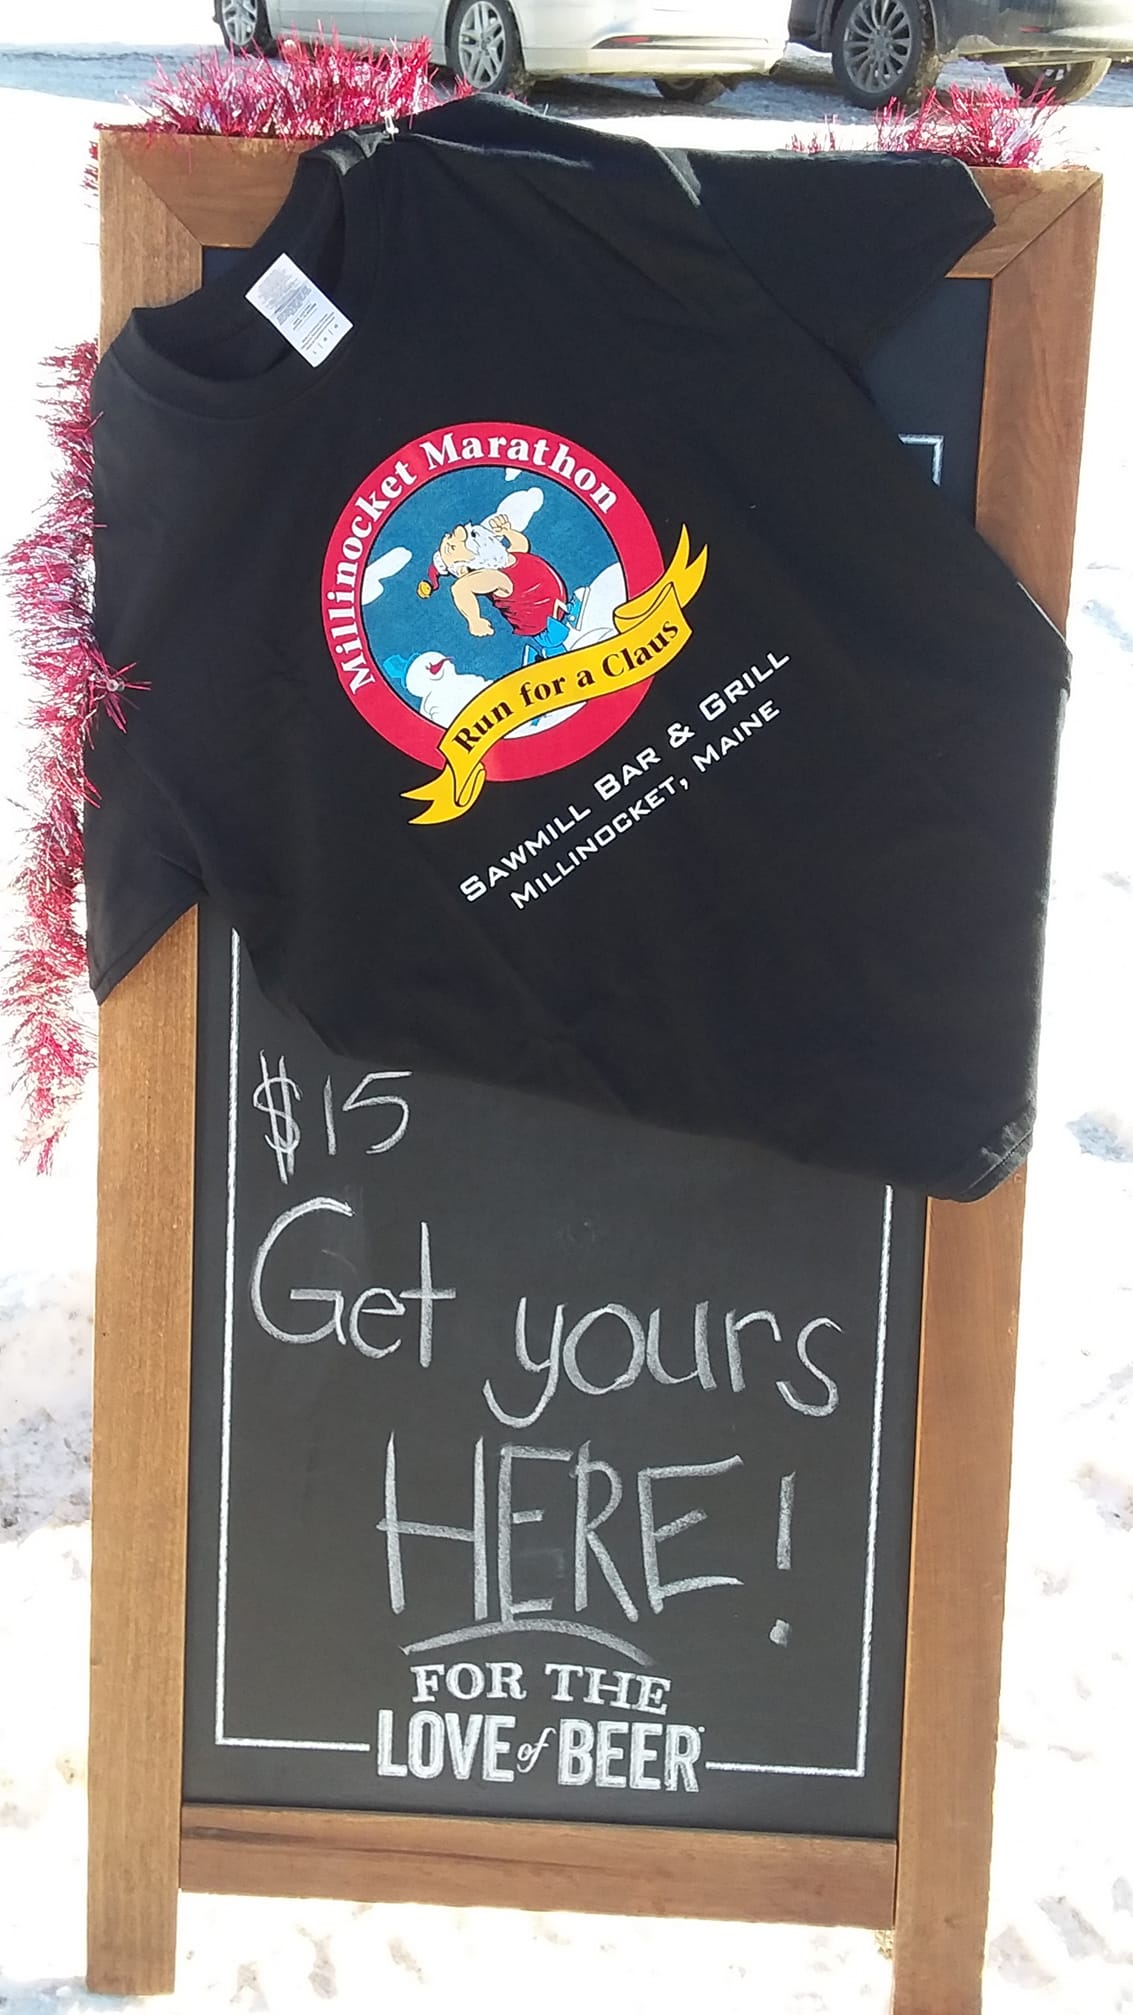 Millinocket Marathon
Run for a Claus
SAWMILL BAR & GRILL
MILLINOCKET, MAINE
$15
Get yours
HERE!
FOR THE
LOVE of BEER